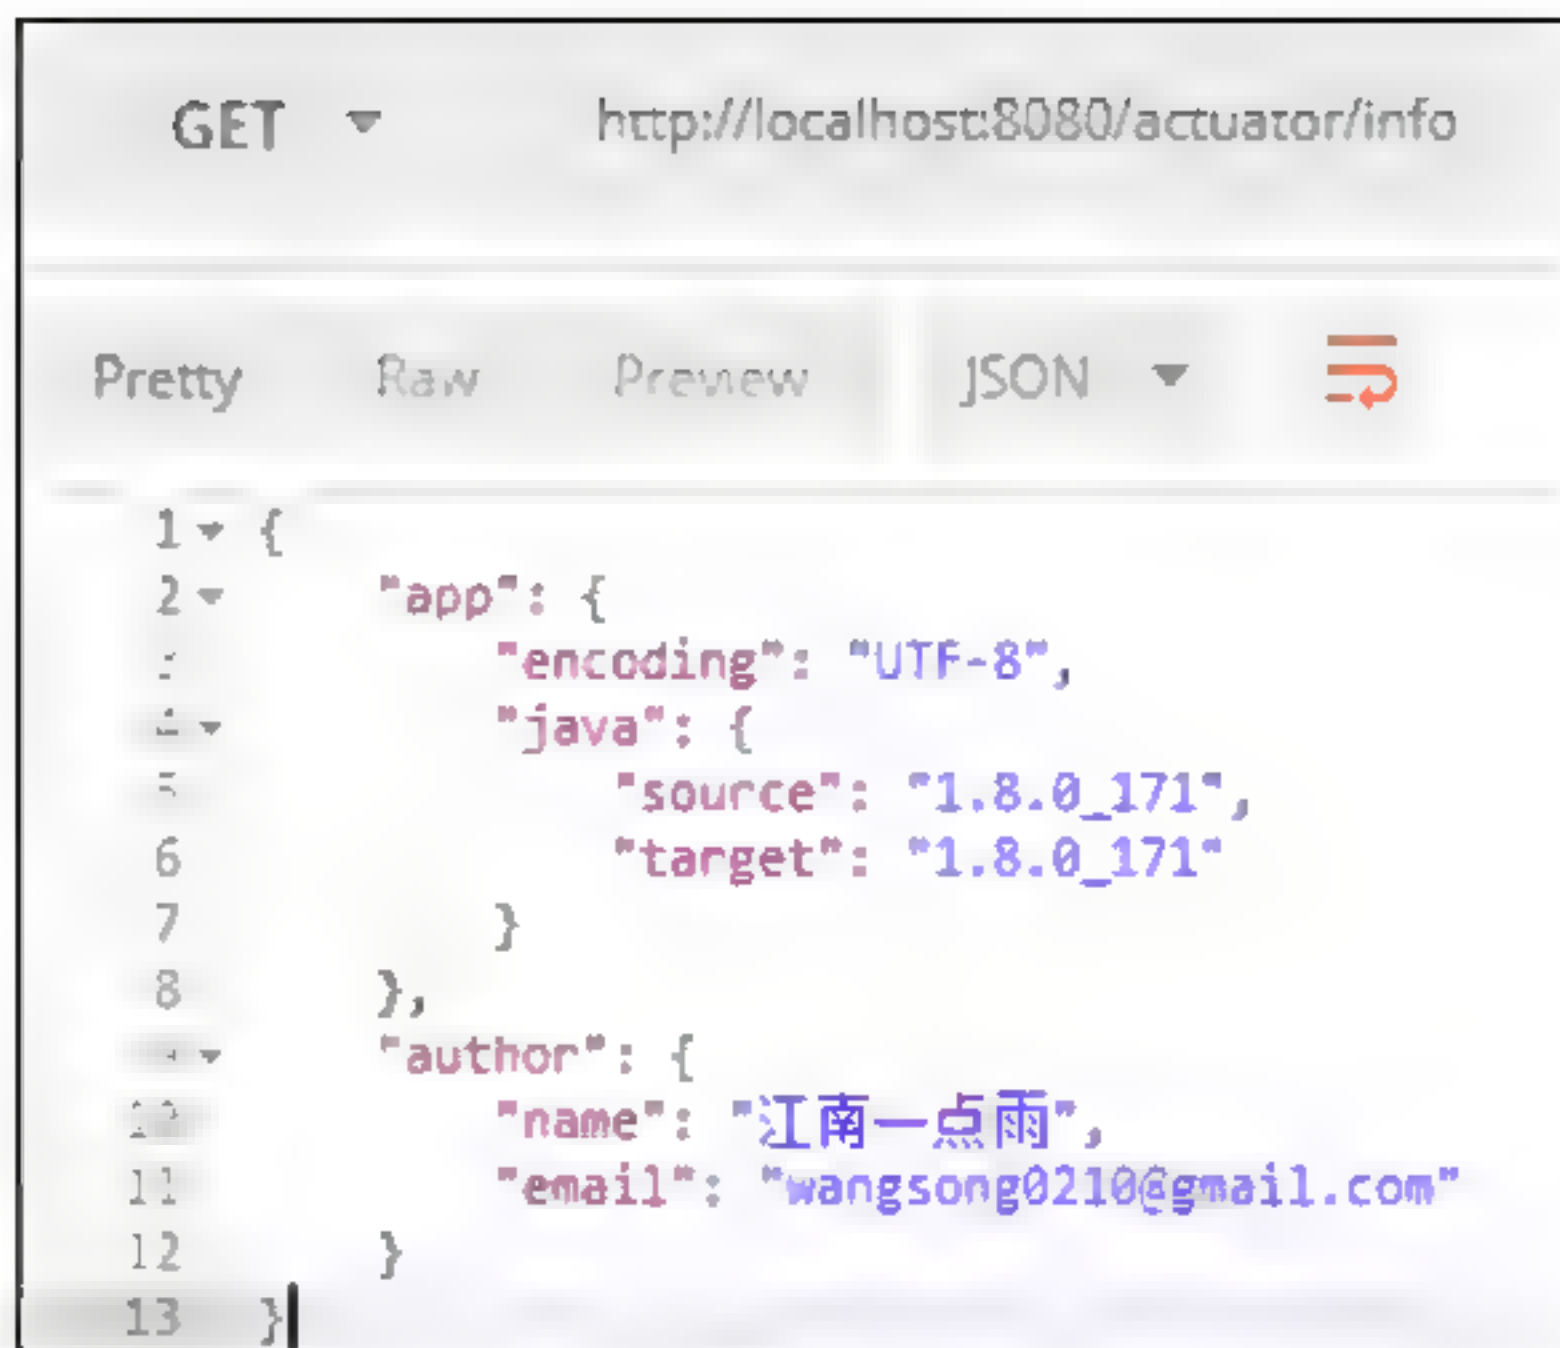 GET http://localhost:8080/actuator/info
Pretty Raw Preview JSON
1 {
2 "app": {
"encoding": "UTF-8",
"java": {
"source": "1.8.0_171",
6 "target": "1.8.0_171"
7 }
8 },
"author": {
"name": "江南一点雨",
11 "email": "wangsong0210@gmail.com"
12 }
13 }